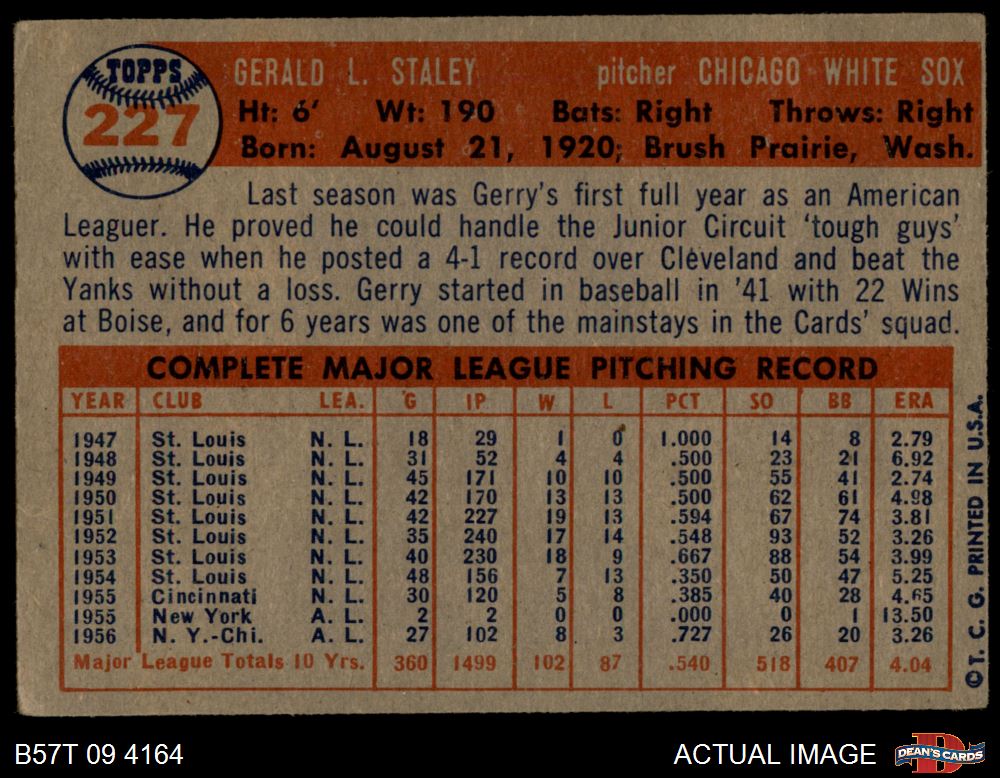 TOPPS
227
GERALD L. STALEY pitcher CHICAGO WHITE SOX
Ht: 6' Wt: 190 Bats: Right Throws: Right
Born: August 21, 1920; Brush Prairie, Wash.
Last season was Gerry's first full year as an American
Leaguer. He proved he could handle the Junior Circuit 'tough guys'
with ease when he posted a 4-1 record over Cleveland and beat the
Yanks without a loss. Gerry started in baseball in '41 with 22 Wins
at Boise, and for 6 years was one of the mainstays in the Cards' squad.
COMPLETE MAJOR LEAGUE PITCHING RECORD
YEAR CLUB LEA. G IP W L PCT SO BB ERA
1947 St. Louis N. L. 18 29 1 0 1.000 14 8 2.79
1948 St. Louis N. L. 31 52 4 4 .500 23 21 6.92
1949 St. Louis N. L. 45 171 10 10 .500 55 41 2.74
1950 St. Louis N. L. 42 170 13 13 .500 62 61 4.98
1951 St. Louis N. L. 42 227 19 13 .594 67 74 3.81
1952 St. Louis N. L. 35 240 17 14 .548 93 52 3.26
1953 St. Louis N. L. 40 230 18 9 .667 88 54 3.99
1954 St. Louis N. L. 48 156 7 13 .350 50 47 5.25
1955 Cincinnati N. L. 30 120 5 8 .385 40 28 4.65
1955 New York A. L. 2 2 0 0 .000 0 1 13.50
1956 N. Y.-Chi. A. L. 27 102 8 3 .727 26 20 3.26
Major League Totals 10 Yrs. 360 1499 102 87 .540 518 407 4.04
©T. C. G. PRINTED IN U.S.A.
B57T 09 4164 ACTUAL IMAGE
DEAN'S CARDS